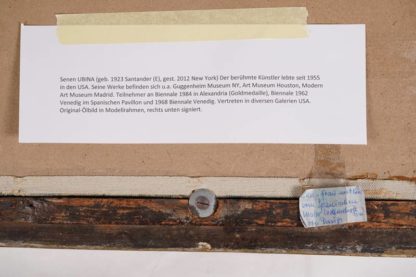 Senen UBINA (geb. 1923 Santander (E), gest. 2012 New York) Der berühmte Künstler lebte seit 1955
in den USA. Seine Werke befinden sich u.a. Guggenheim Museum NY, Art Museum Houston, Modern
Art Museum Madrid. Teilnehmer an Biennale 1984 in Alexandria (Goldmedaille), Biennale 1962
Venedig im Spanischen Pavillon und 1968 Biennale Venedig. Vertreten in diversen Galerien USA.
Original-Ölbild in Modellrahmen, rechts unten signiert.